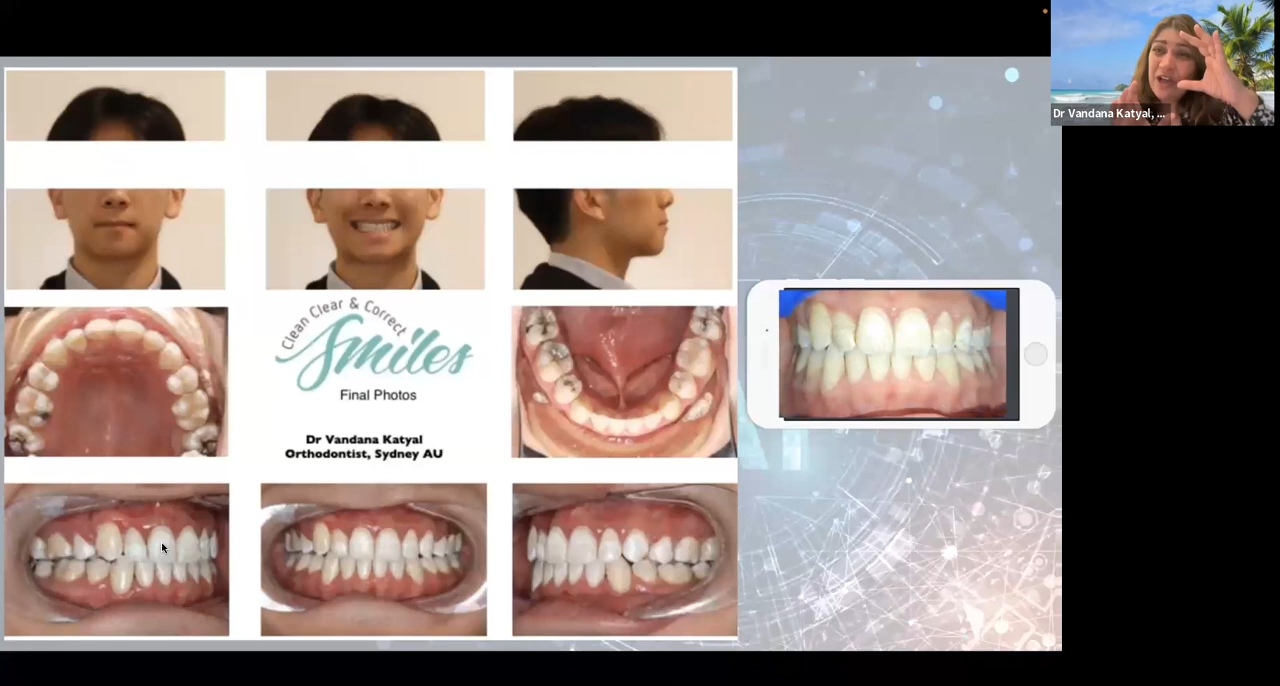 Dr Vandana Katyal, ...
Clean Clear & Correct
Smiles
Final Photos
Dr Vandana Katyal
Orthodontist, Sydney AU